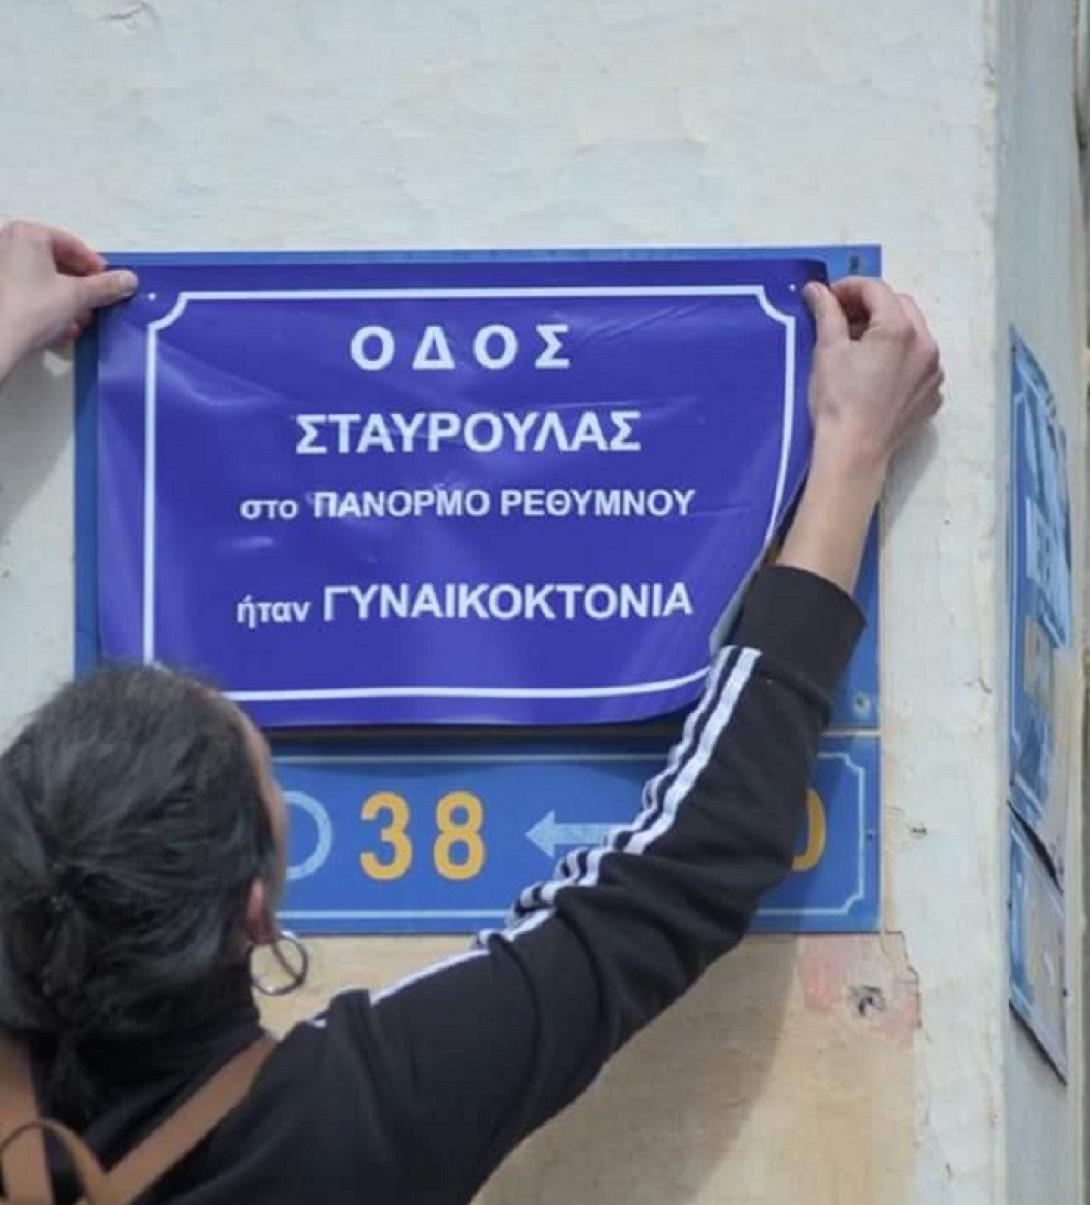 ΟΔΟΣ
ΣΤΑΥΡΟΥΛΑΣ
στο ΠΑΝΟΡΜΟ ΡΕΘΥΜΝΟΥ
ήταν ΓΥΝΑΙΚΟΚΤΟΝΙΑ
38 ←